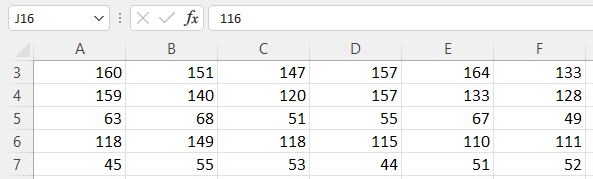 J16 fx 116
A B C D E F
3 160 151 147 157 164 133
4 159 140 120 157 133 128
5 63 68 51 55 67 49
6 118 149 118 115 110 111
7 45 55 53 44 51 52